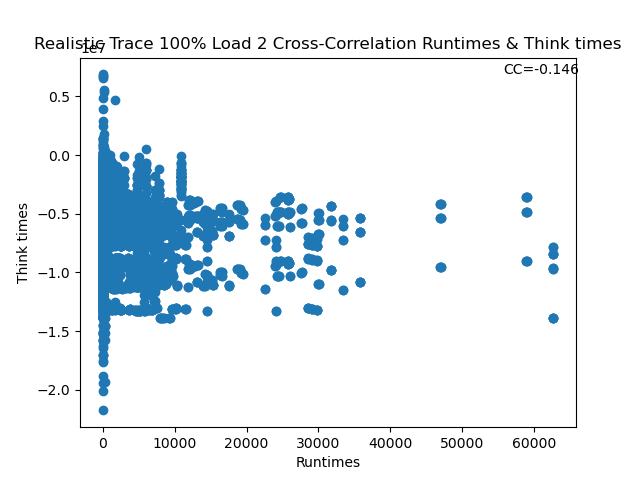 Realistic Trace 100% Load 2 Cross-Correlation Runtimes & Think times
1e7
CC=-0.146
0.5
0.0
−0.5
−1.0
−1.5
−2.0
Think times
0 10000 20000 30000 40000 50000 60000
Runtimes